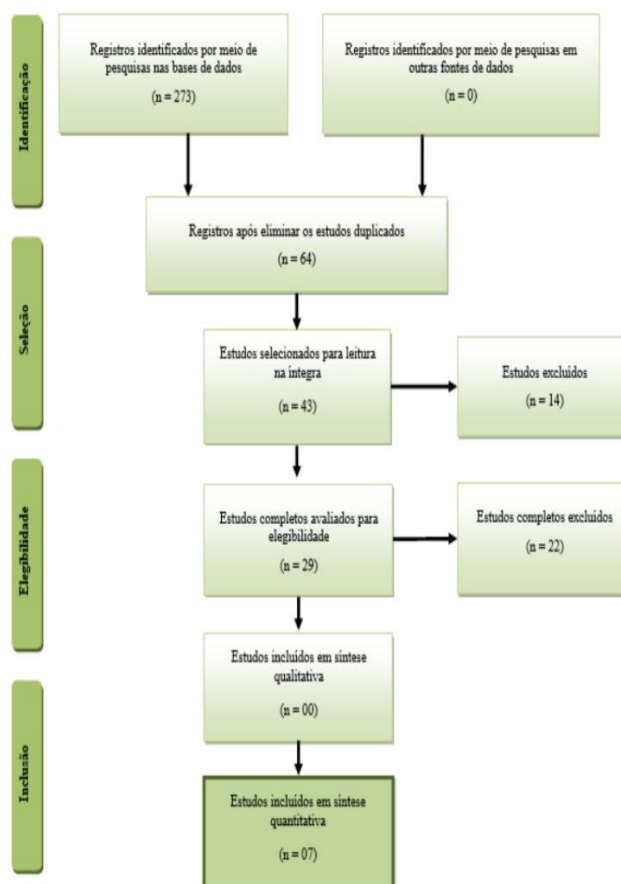 Identificação
Registros identificados por meio de
pesquisas nas bases de dados
(n = 273)
Registros identificados por meio de pesquisas em
outras fontes de dados
(n = 0)
Registros após eliminar os estudos duplicados
(n = 64)
Seleção
Estudos selecionados para leitura
na íntegra
(n = 43)
Estudos excluídos
(n = 14)
Elegibilidade
Estudos completos avaliados para
elegibilidade
(n = 29)
Estudos completos excluídos
(n = 22)
Inclusão
Estudos incluídos em síntese
qualitativa
(n = 00)
Estudos incluídos em síntese
quantitativa
(n = 07)